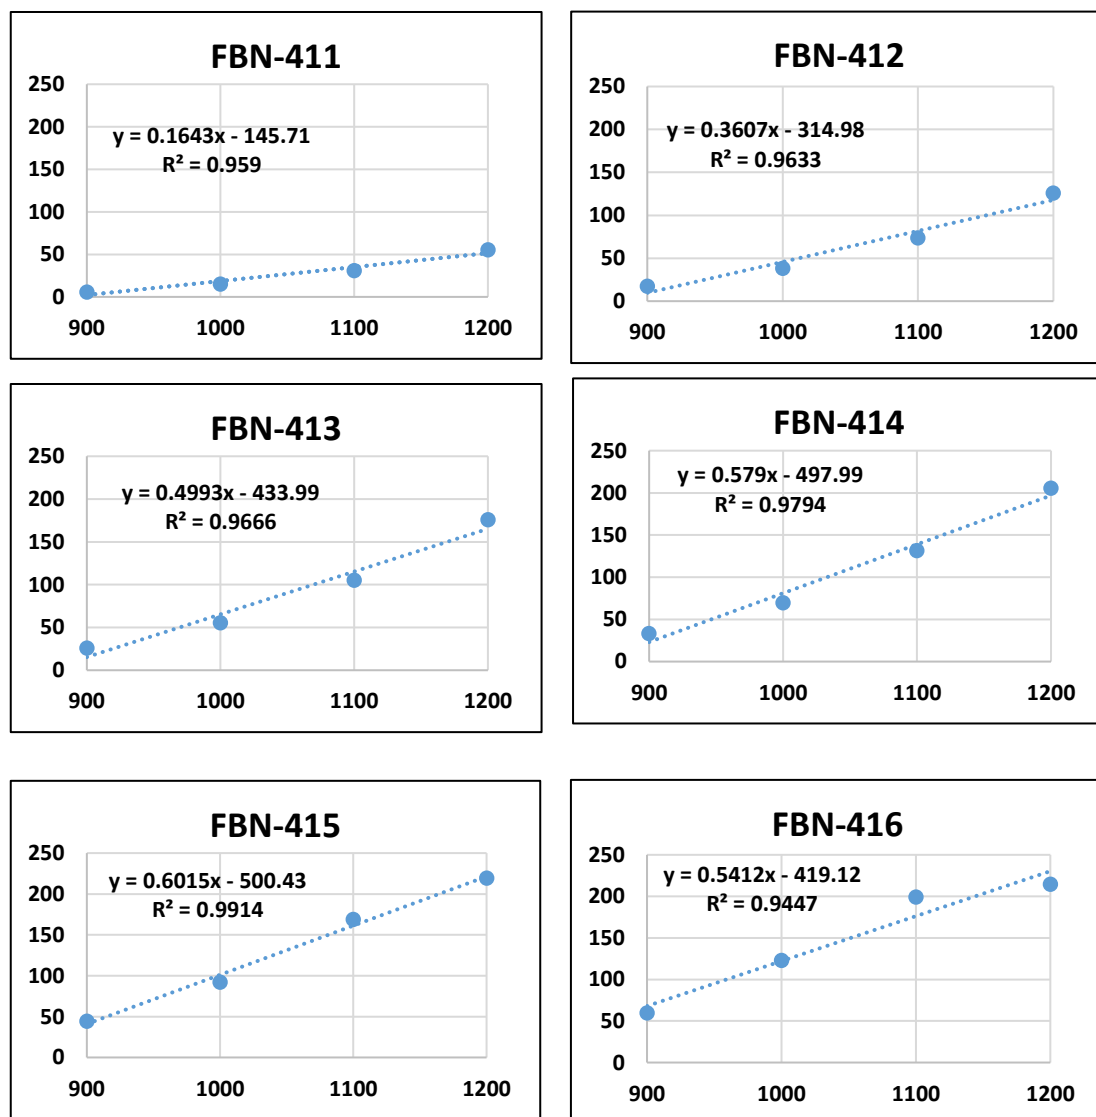 FBN-411
250
200
150
100
50
0
y = 0.1643x - 145.71
R² = 0.959
900 1000 1100 1200
FBN-412
250
200
150
100
50
0
y = 0.3607x - 314.98
R² = 0.9633
900 1000 1100 1200
FBN-413
250
200
150
100
50
0
y = 0.4993x - 433.99
R² = 0.9666
900 1000 1100 1200
FBN-414
250
200
150
100
50
0
y = 0.579x - 497.99
R² = 0.9794
900 1000 1100 1200
FBN-415
250
200
150
100
50
0
y = 0.6015x - 500.43
R² = 0.9914
900 1000 1100 1200
FBN-416
250
200
150
100
50
0
y = 0.5412x - 419.12
R² = 0.9447
900 1000 1100 1200